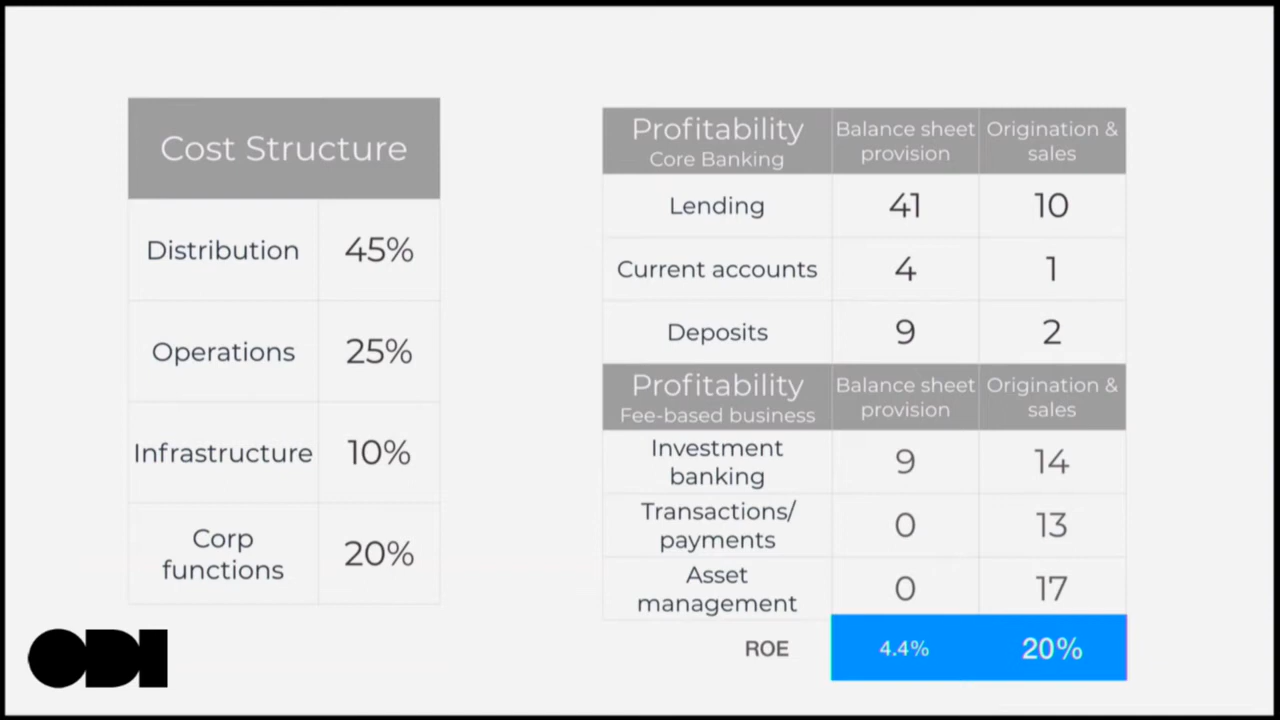 Cost Structure
Distribution 45%
Operations 25%
Infrastructure 10%
Corp
functions 20%
Profitability
Core Banking
Balance sheet
provision
Origination &
sales
Lending 41 10
Current accounts 4 1
Deposits 9 2
Profitability
Fee-based business
Balance sheet
provision
Origination &
sales
Investment
banking 9 14
Transactions/
payments 0 13
Asset
management 0 17
ROE 4.4% 20%
ODI